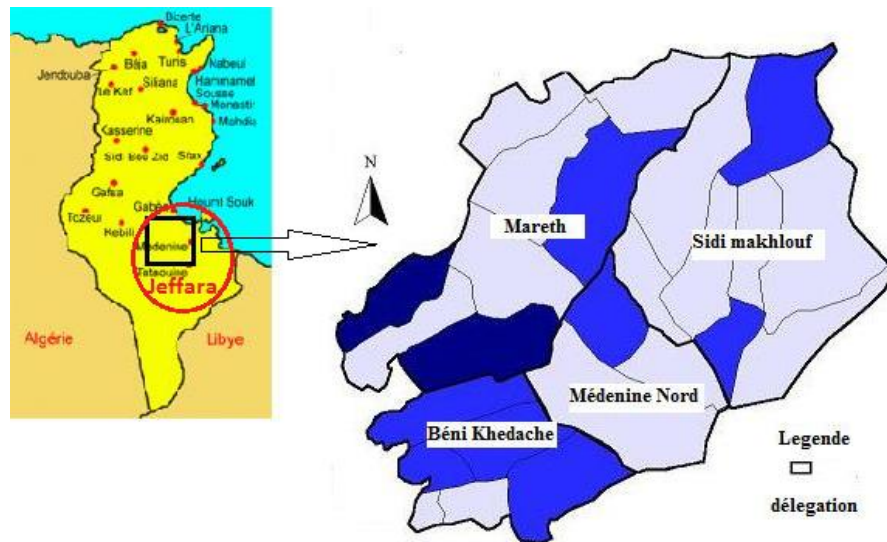 Bizerte
L'Ariana
Tunis
Béja
Nabeul
Jendouba
Hammamet
Siliana
Le Kef
Sousse
Monastir
Kairouan
Mahdia
Kasserine
Sidi Bou Zid
Sfax
Gafsa
Gabès
Houmt Souk
Tozeur
Kebili
Médenine
Tataouine
Jeffara
Algérie
Libye
N
Mareth
Sidi makhlouf
Médenine Nord
Béni Khedache
Legende
délegation